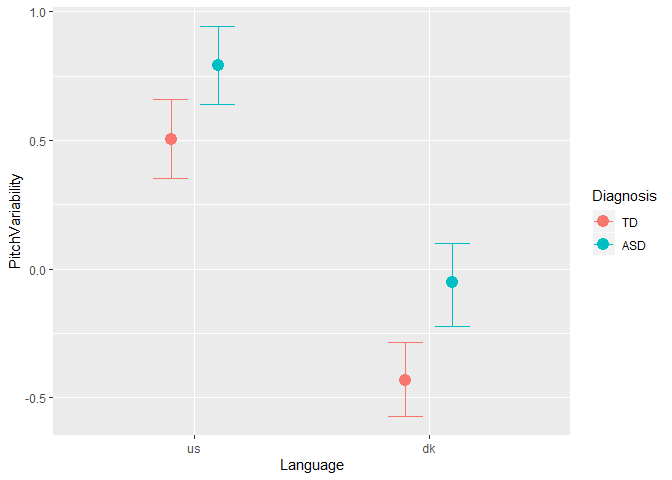 1.0
0.5
0.0
-0.5
PitchVariability
us
dk
Language
Diagnosis
TD
ASD